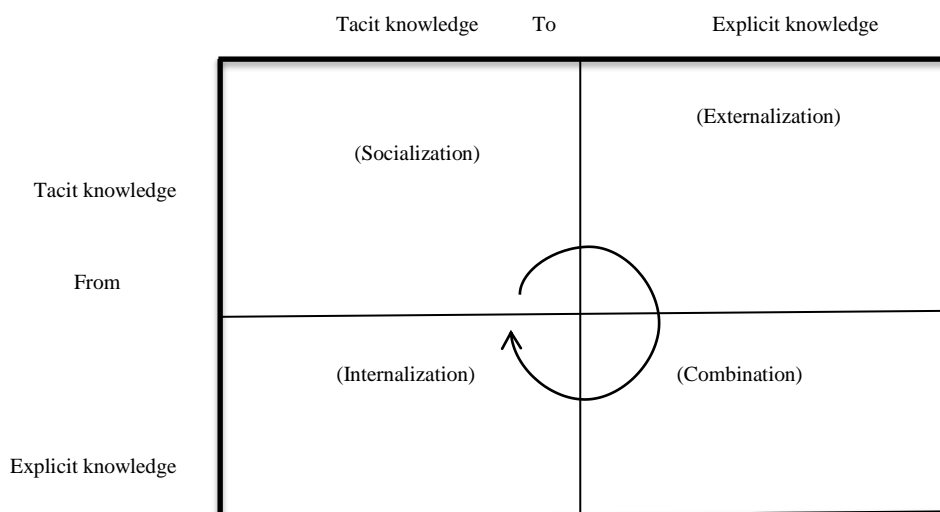 Tacit knowledge To Explicit knowledge
(Externalization)
(Socialization)
Tacit knowledge
From
(Internalization) (Combination)
Explicit knowledge